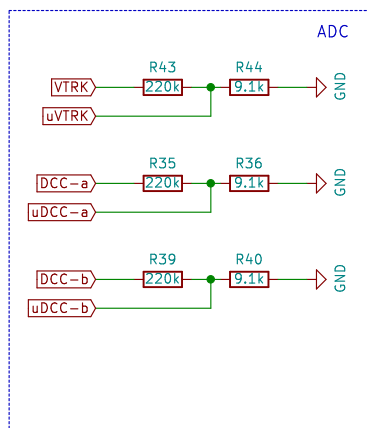 ADC
R43 R44
VTRK 220k 9.1k GND
uVTRK
R35 R36
DCC-a 220k 9.1k GND
uDCC-a
R39 R40
DCC-b 220k 9.1k GND
uDCC-b